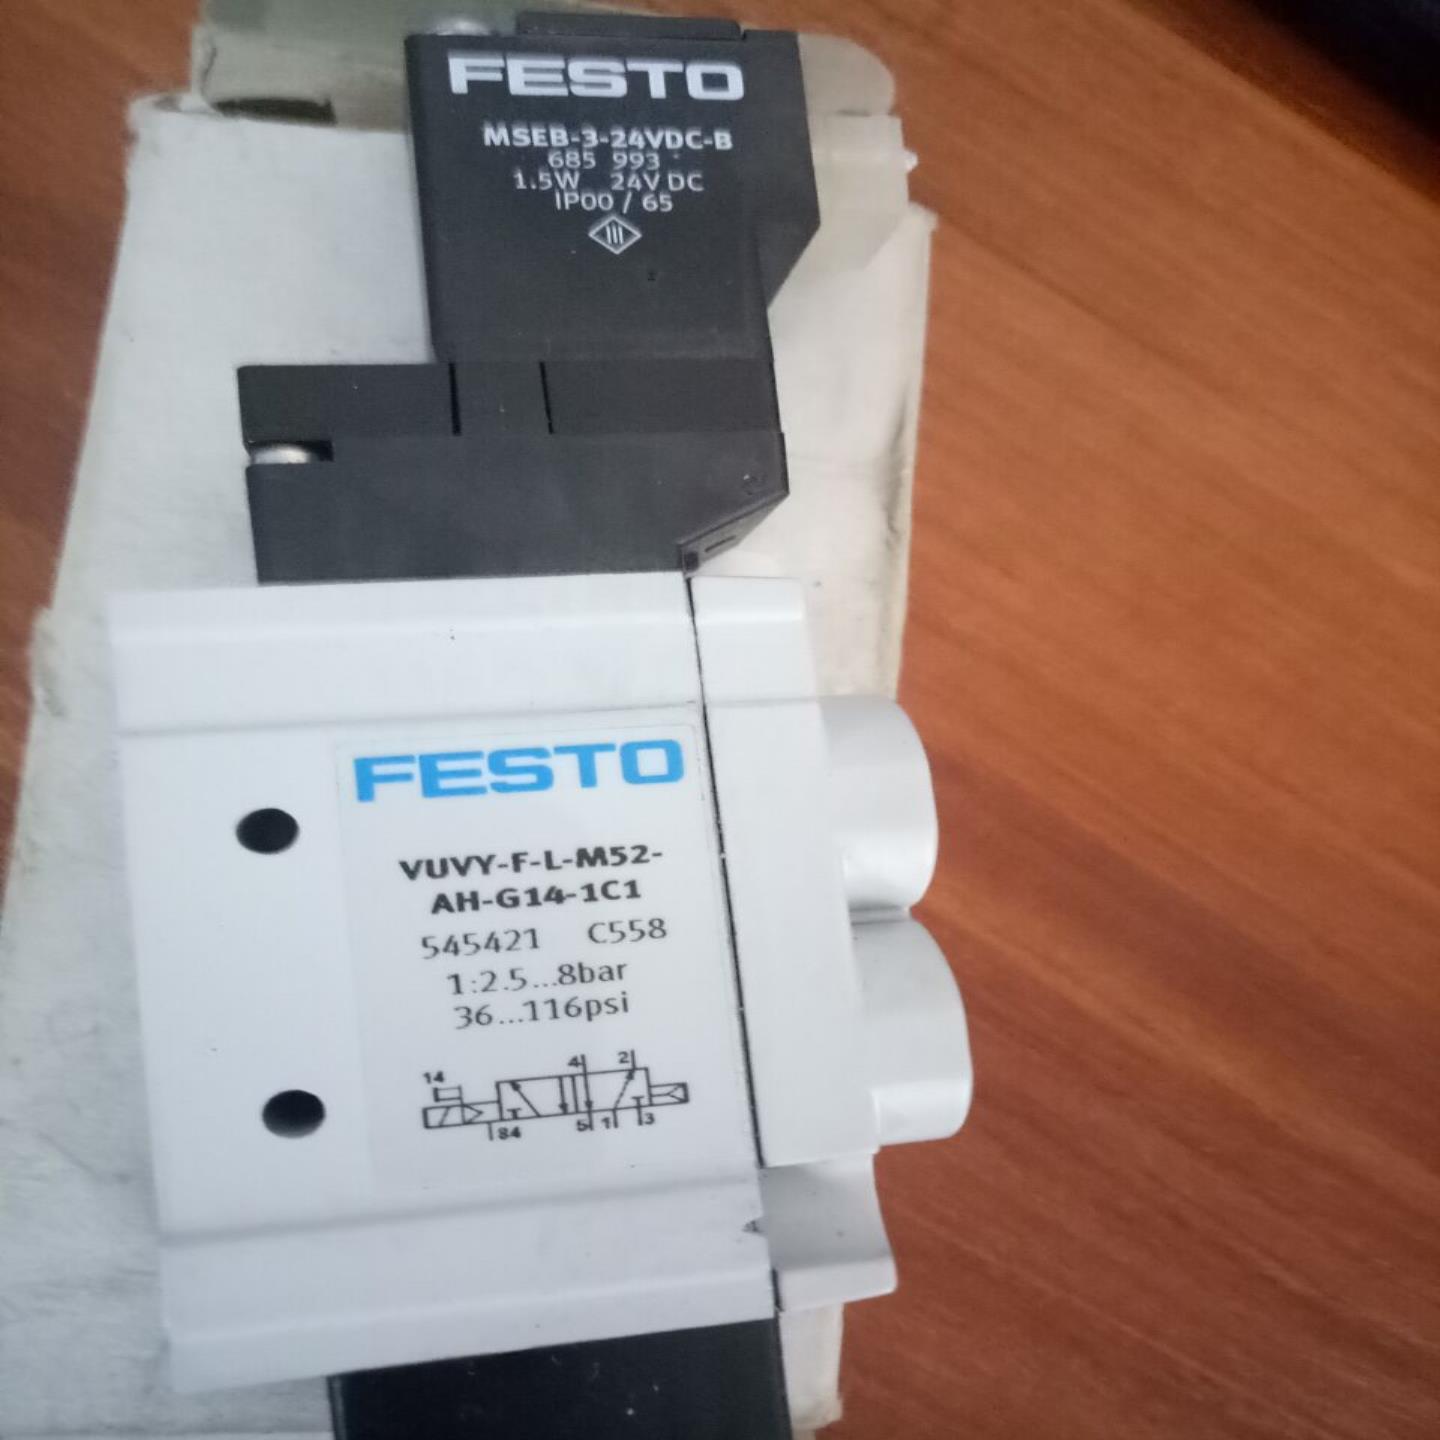 FESTO
MSEB-3-24VDC-B
685 993
1.5W 24V DC
IP00 / 65
FESTO
VUVY-F-L-M52-
AH-G14-1C1
545421 C558
1:2.5...8bar
36...116psi
14 4 2
84 5 1 3